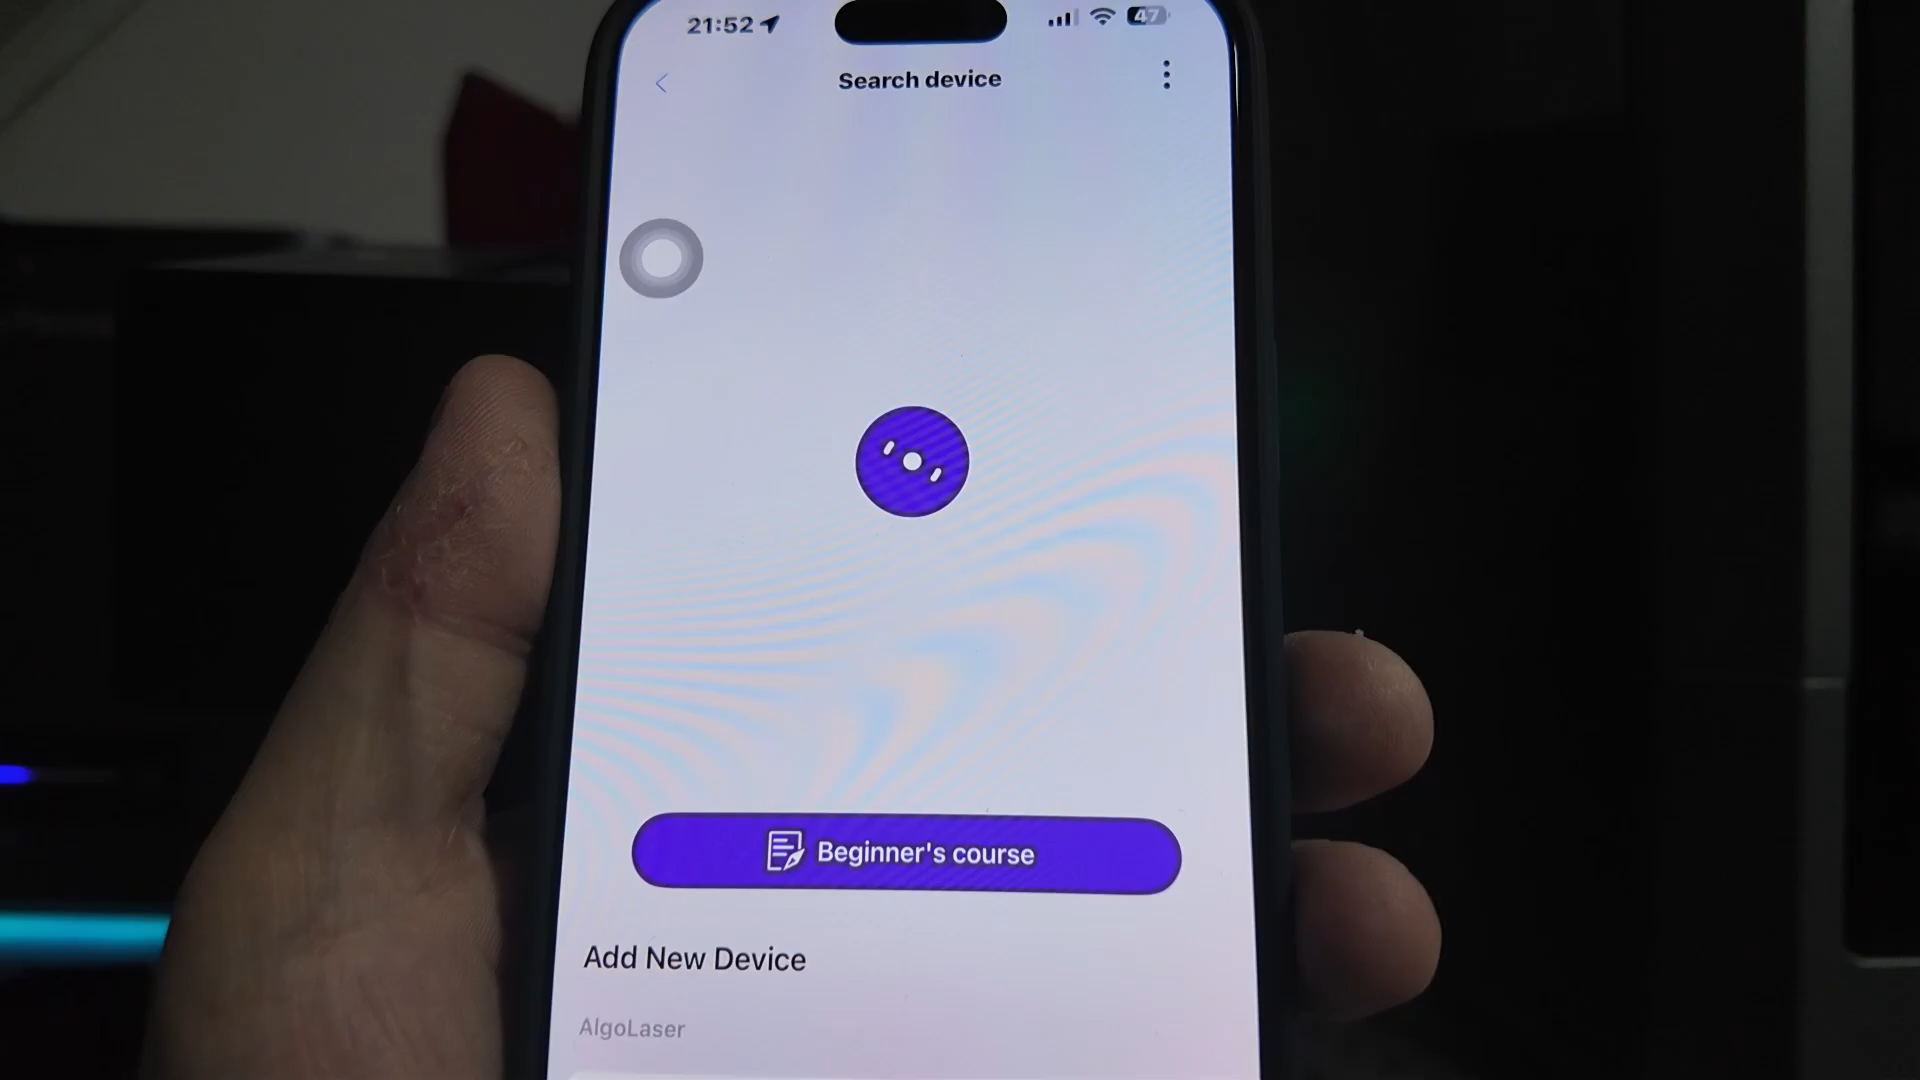 21:52
47
Search device
Beginner's course
Add New Device
AlgoLaser